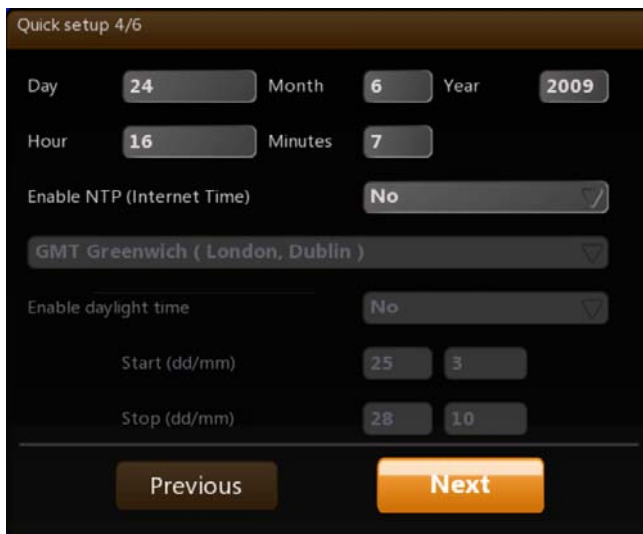 Quick setup 4/6
Day 24 Month 6 Year 2009
Hour 16 Minutes 7
Enable NTP (Internet Time) No
GMT Greenwich ( London, Dublin )
Enable daylight time No
Start (dd/mm) 25 3
Stop (dd/mm) 28 10
Previous Next